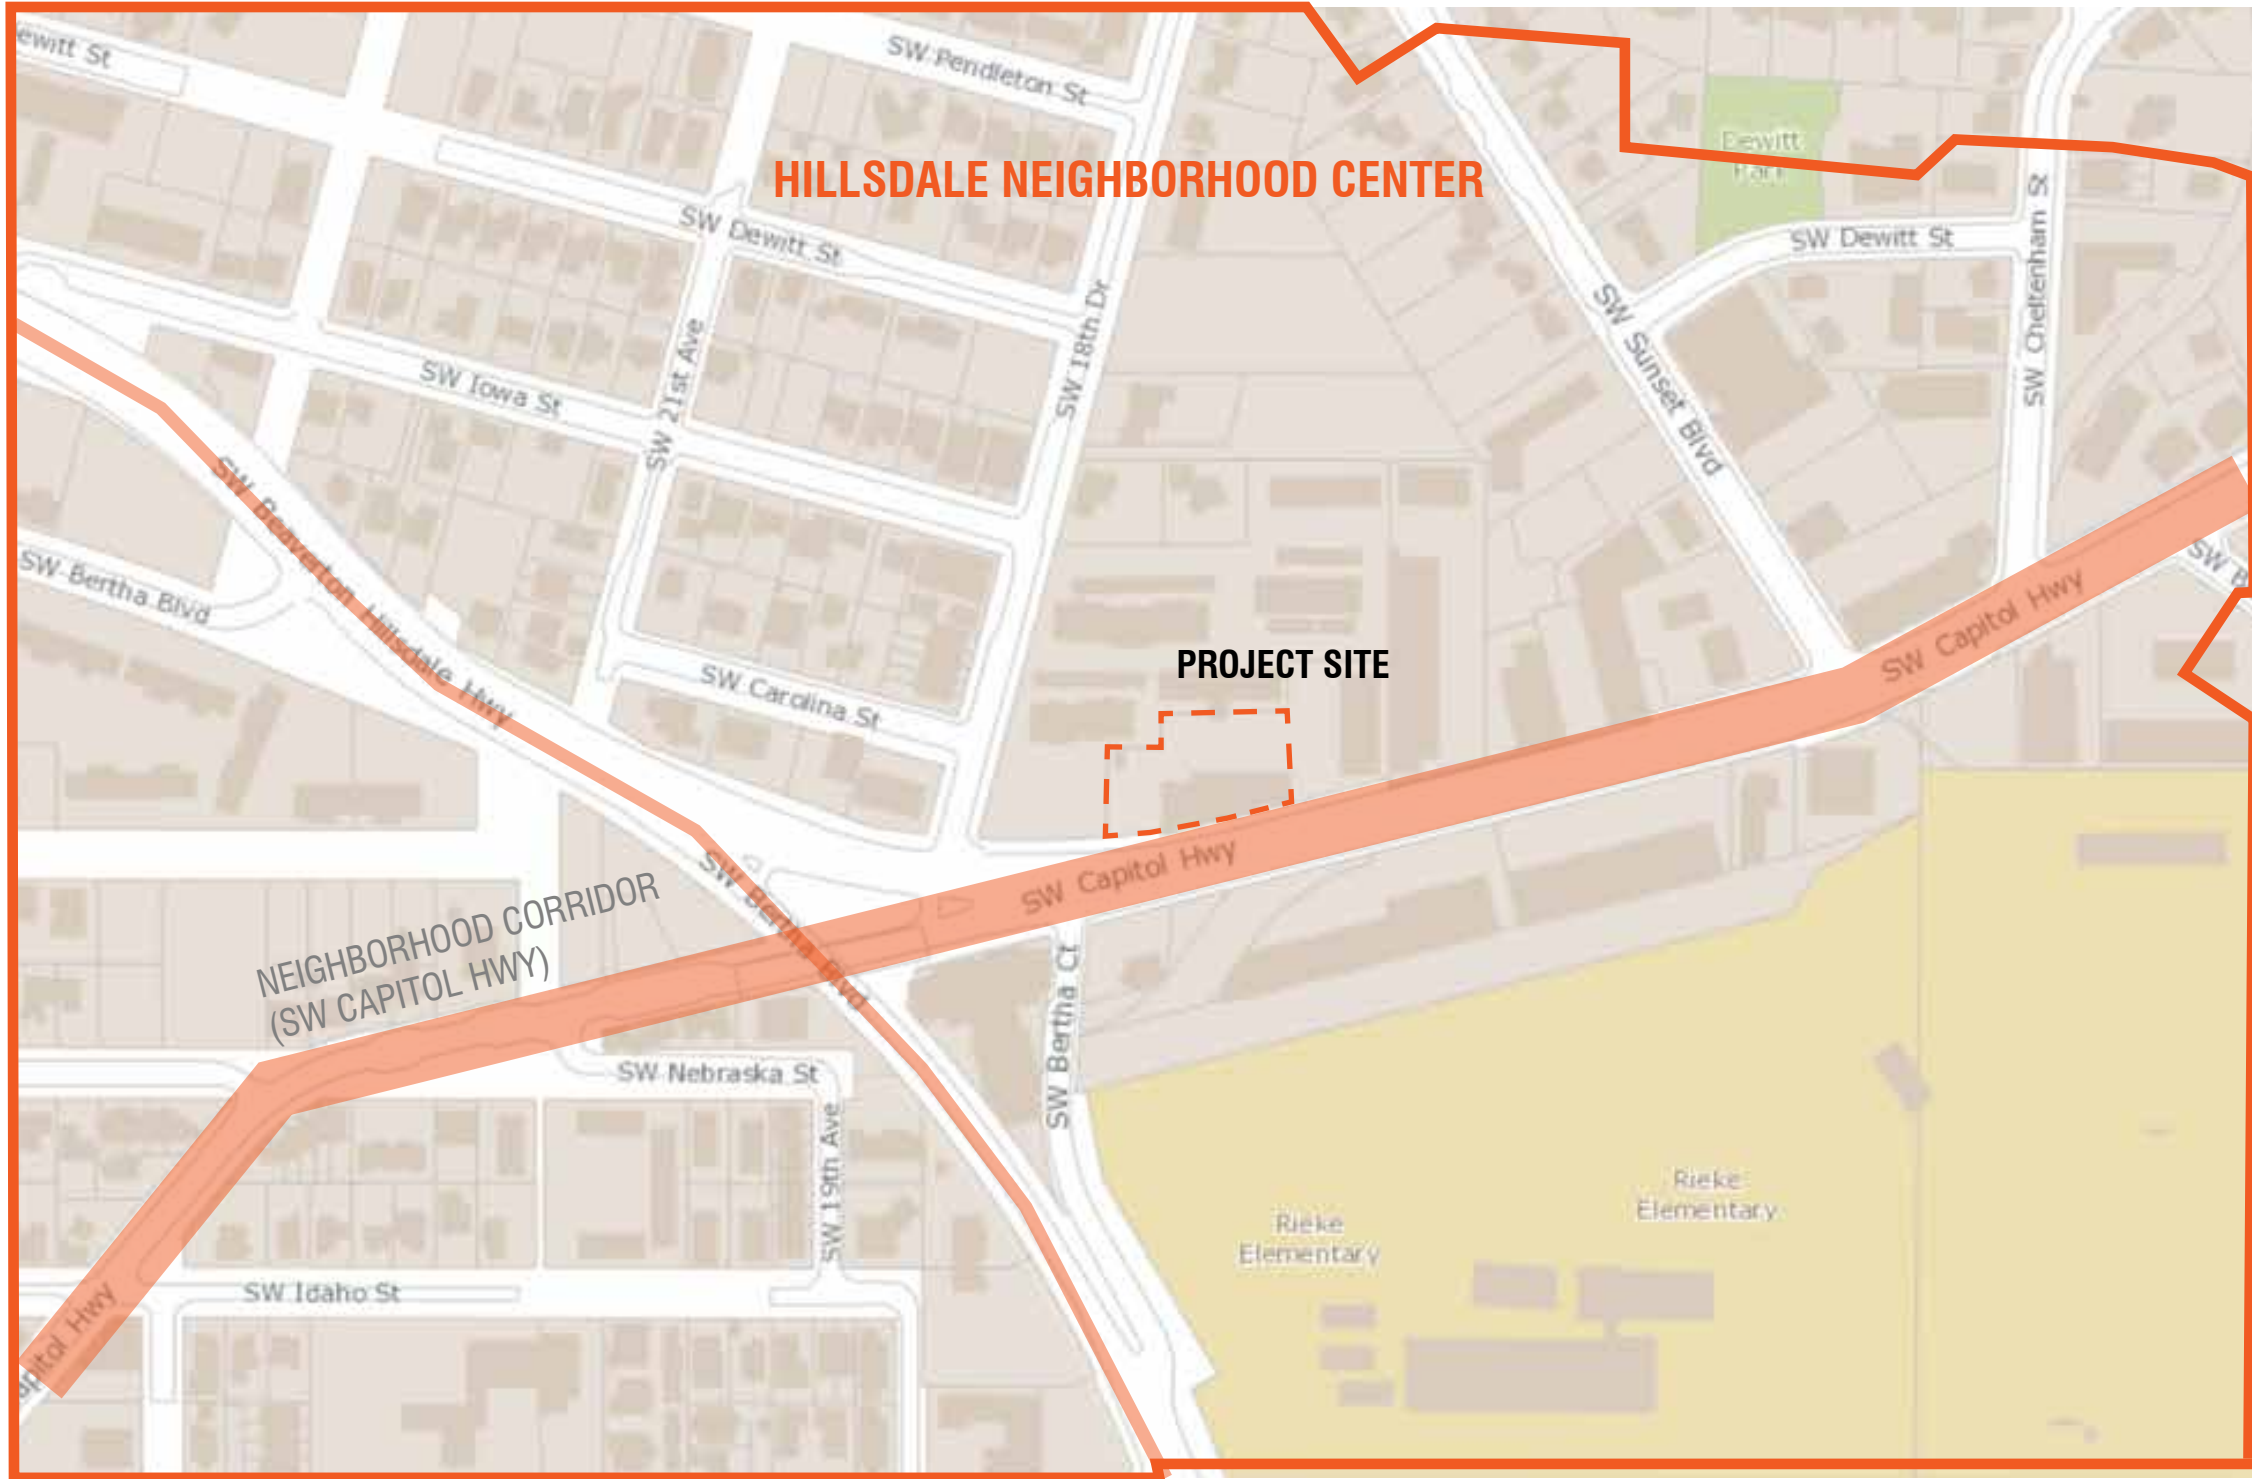 ewitt St
SW Pendleton St
HILLSDALE NEIGHBORHOOD CENTER
Dewitt
Park
SW Dewitt St
SW Dewitt St
SW Cheltenham St
SW 18th Dr
SW Sunset Blvd
SW 21st Ave
SW Iowa St
SW Beaverton Hillsdale Hwy
SW Bertha Blvd
SW B
SW Capitol Hwy
PROJECT SITE
SW Carolina St
SW Capitol Hwy
SW Bertha Blvd
NEIGHBORHOOD CORRIDOR
(SW CAPITOL HWY)
SW Bertha Ct
SW Nebraska St
SW 19th Ave
Rieke
Elementary
Rieke
Elementary
SW Idaho St
apitol Hwy